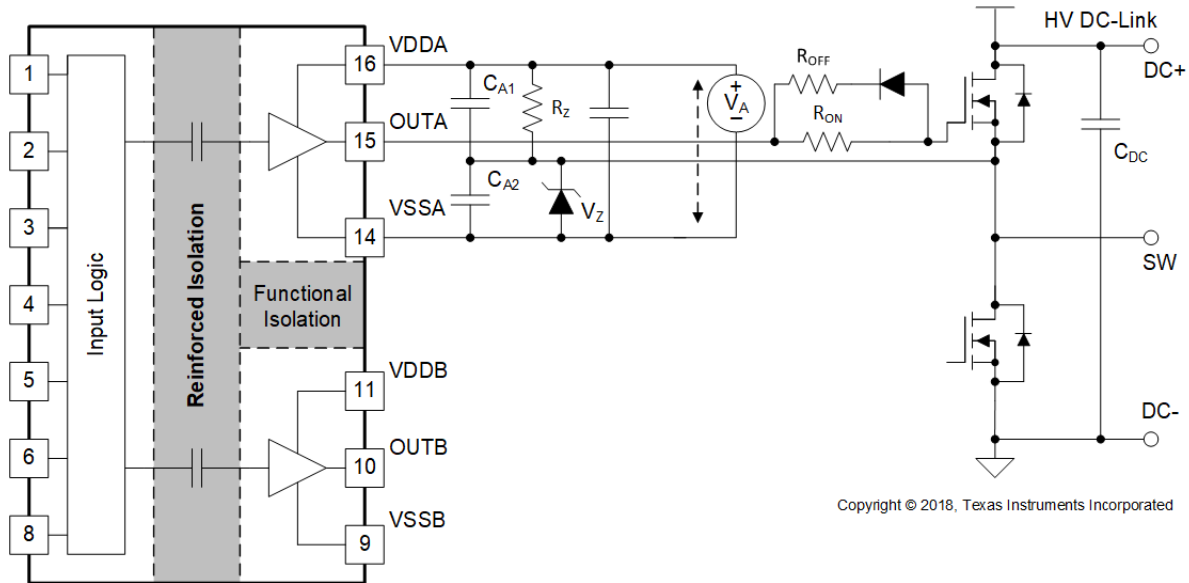 1
2
3
4
5
6
8
Input Logic
Reinforced Isolation
Functional
Isolation
VDDA
16
OUTA
15
VSSA
14
VDDB
11
OUTB
10
VSSB
9
CA1
RZ
CA2
VZ
+
VA
−
ROFF
RON
HV DC-Link
DC+
CDC
SW
DC-
Copyright © 2018, Texas Instruments Incorporated